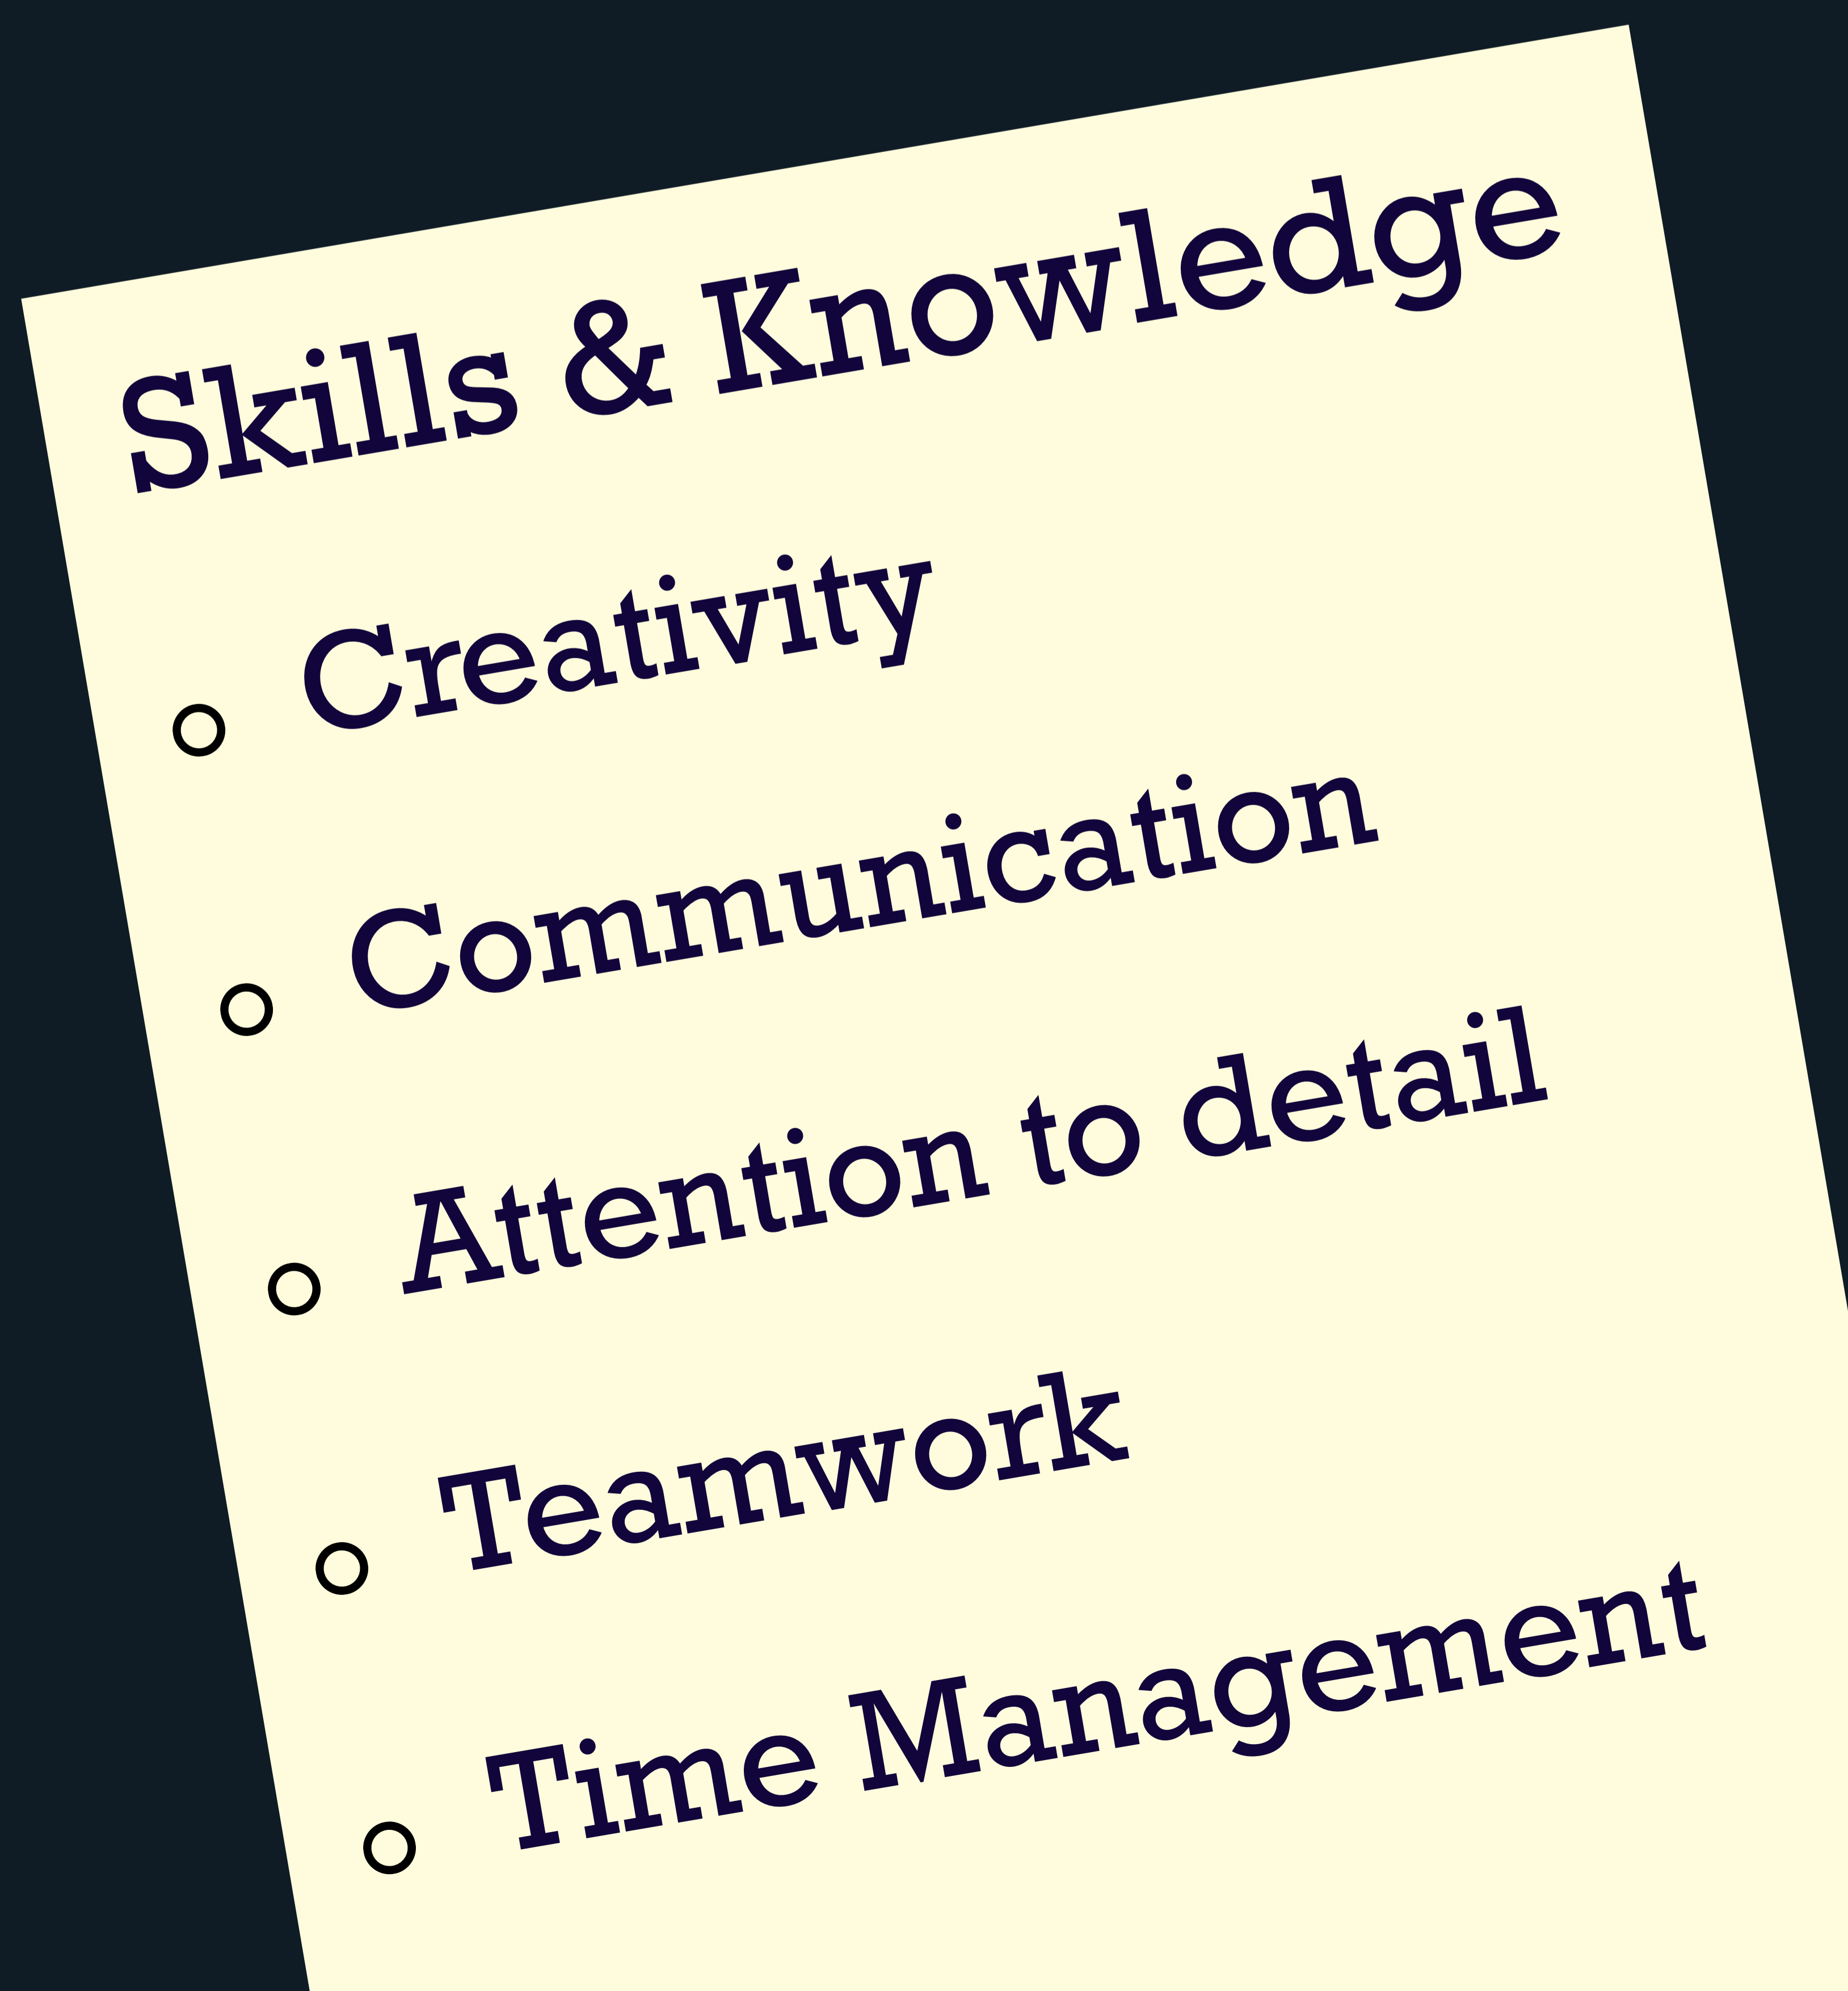 Skills & Knowledge
Creativity
Communication
Attention to detail
Teamwork
Time Management